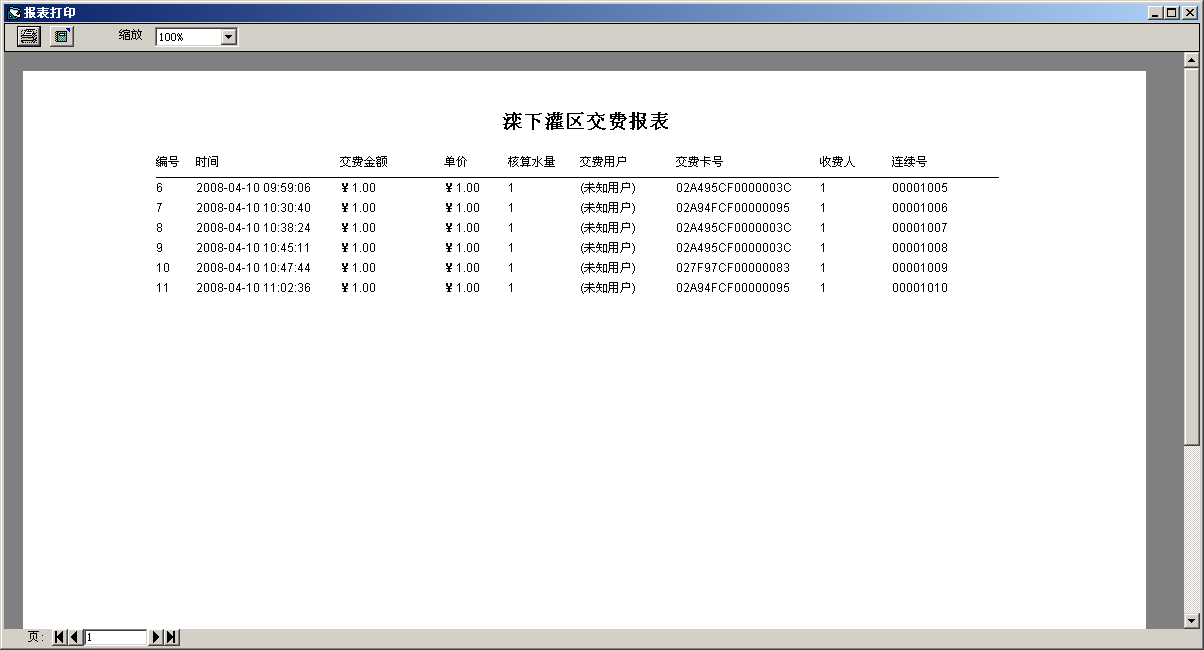 报表打印
缩放 100%
滦下灌区交费报表
编号 时间 交费金额 单价 核算水量 交费用户 交费卡号 收费人 连续号
6 2008-04-10 09:59:06 ¥ 1.00 ¥ 1.00 1 (未知用户) 02A495CF0000003C 1 00001005
7 2008-04-10 10:30:40 ¥ 1.00 ¥ 1.00 1 (未知用户) 02A94FCF00000095 1 00001006
8 2008-04-10 10:38:24 ¥ 1.00 ¥ 1.00 1 (未知用户) 02A495CF0000003C 1 00001007
9 2008-04-10 10:45:11 ¥ 1.00 ¥ 1.00 1 (未知用户) 02A495CF0000003C 1 00001008
10 2008-04-10 10:47:44 ¥ 1.00 ¥ 1.00 1 (未知用户) 027F97CF00000083 1 00001009
11 2008-04-10 11:02:36 ¥ 1.00 ¥ 1.00 1 (未知用户) 02A94FCF00000095 1 00001010
页: 1